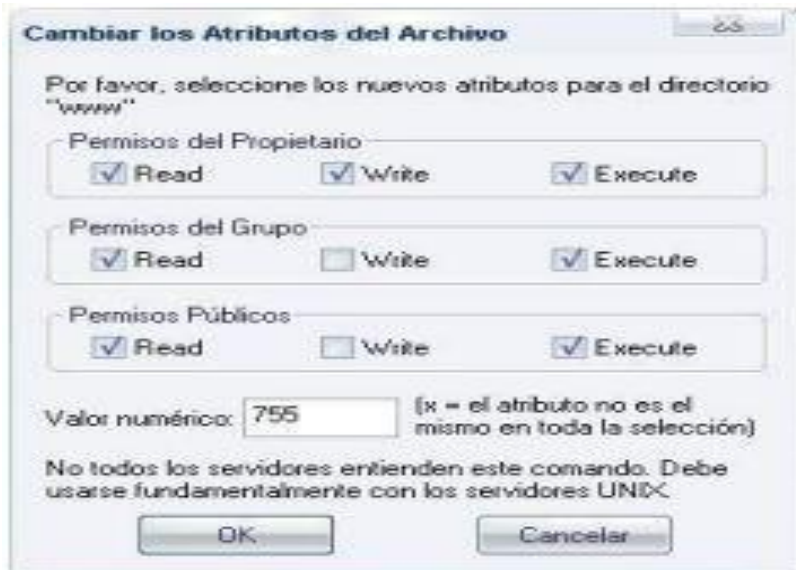 Cambiar los Atributos del Archivo
Por favor, seleccione los nuevos atributos para el directorio
"www"
Permisos del Propietario
Read Write Execute
Permisos del Grupo
Read Write Execute
Permisos Públicos
Read Write Execute
Valor numérico: 755 (x = el atributo no es el
mismo en toda la selección)
No todos los servidores entienden este comando. Debe
usarse fundamentalmente con los servidores UNIX.
OK Cancelar